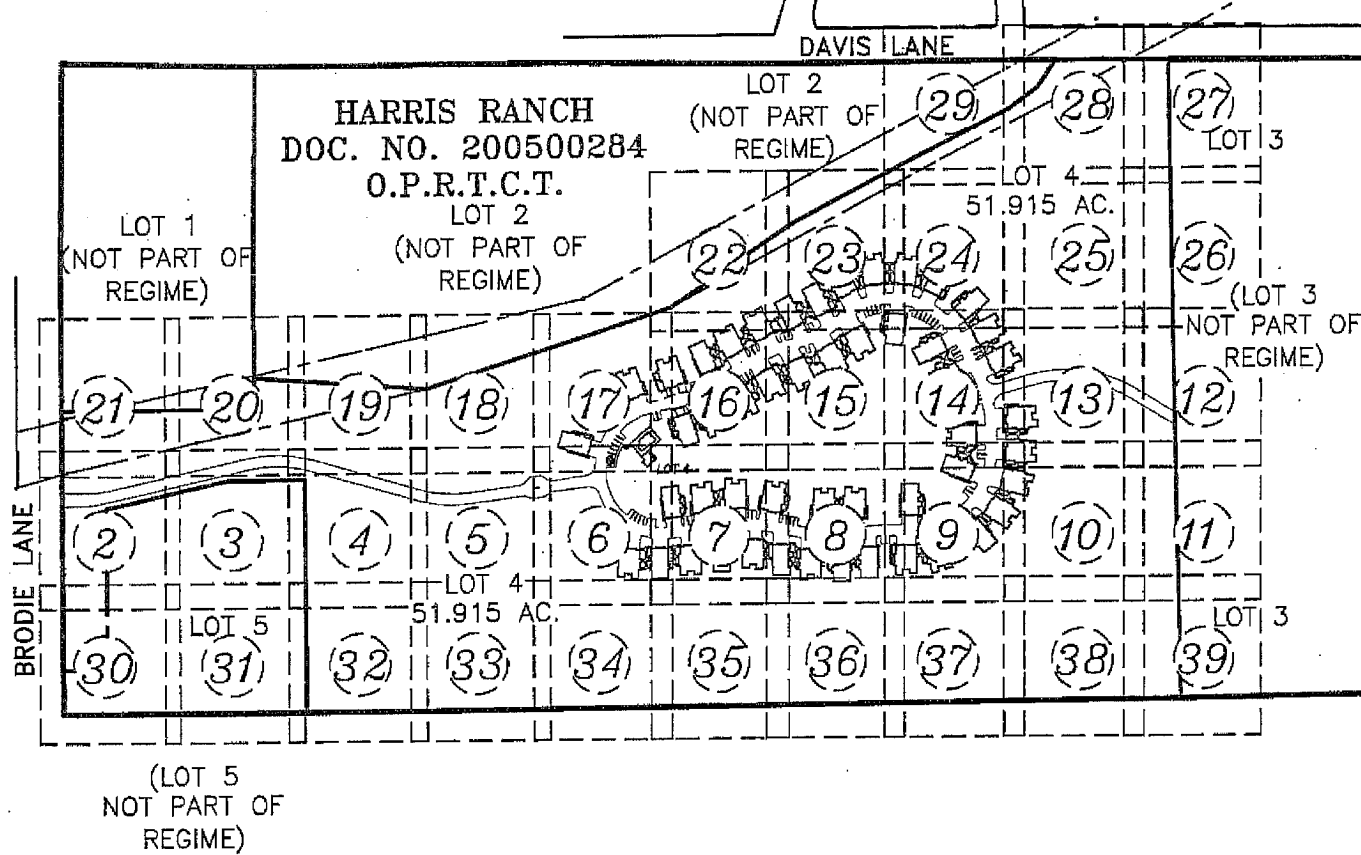 DAVIS LANE
HARRIS RANCH
DOC. NO. 200500284
O.P.R.T.C.T.
LOT 2
(NOT PART OF
REGIME)
29
28
27
LOT 3
LOT 1
(NOT PART OF
REGIME)
LOT 2
(NOT PART OF
REGIME)
LOT 4
51.915 AC.
22
23
24
25
26
(LOT 3
NOT PART OF
REGIME)
21
20
19
18
17
16
15
14
13
12
LOT 4
BRODIE LANE
2
3
4
5
6
7
8
9
10
11
LOT 4
51.915 AC.
LOT 5
LOT 3
30
31
32
33
34
35
36
37
38
39
(LOT 5
NOT PART OF
REGIME)